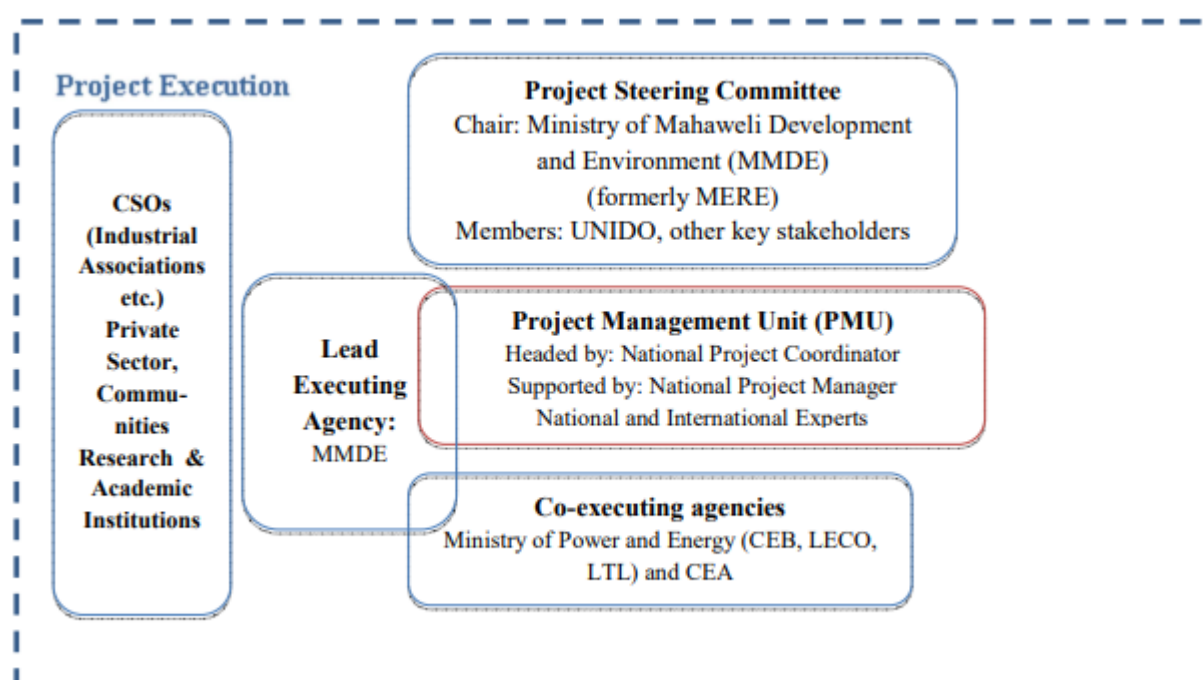 Project Execution
Project Steering Committee
Chair: Ministry of Mahaweli Development
and Environment (MMDE)
(formerly MERE)
Members: UNIDO, other key stakeholders
CSOs
(Industrial
Associations
etc.)
Private
Sector,
Commu-
nities
Research &
Academic
Institutions
Lead
Executing
Agency:
MMDE
Project Management Unit (PMU)
Headed by: National Project Coordinator
Supported by: National Project Manager
National and International Experts
Co-executing agencies
Ministry of Power and Energy (CEB, LECO,
LTL) and CEA